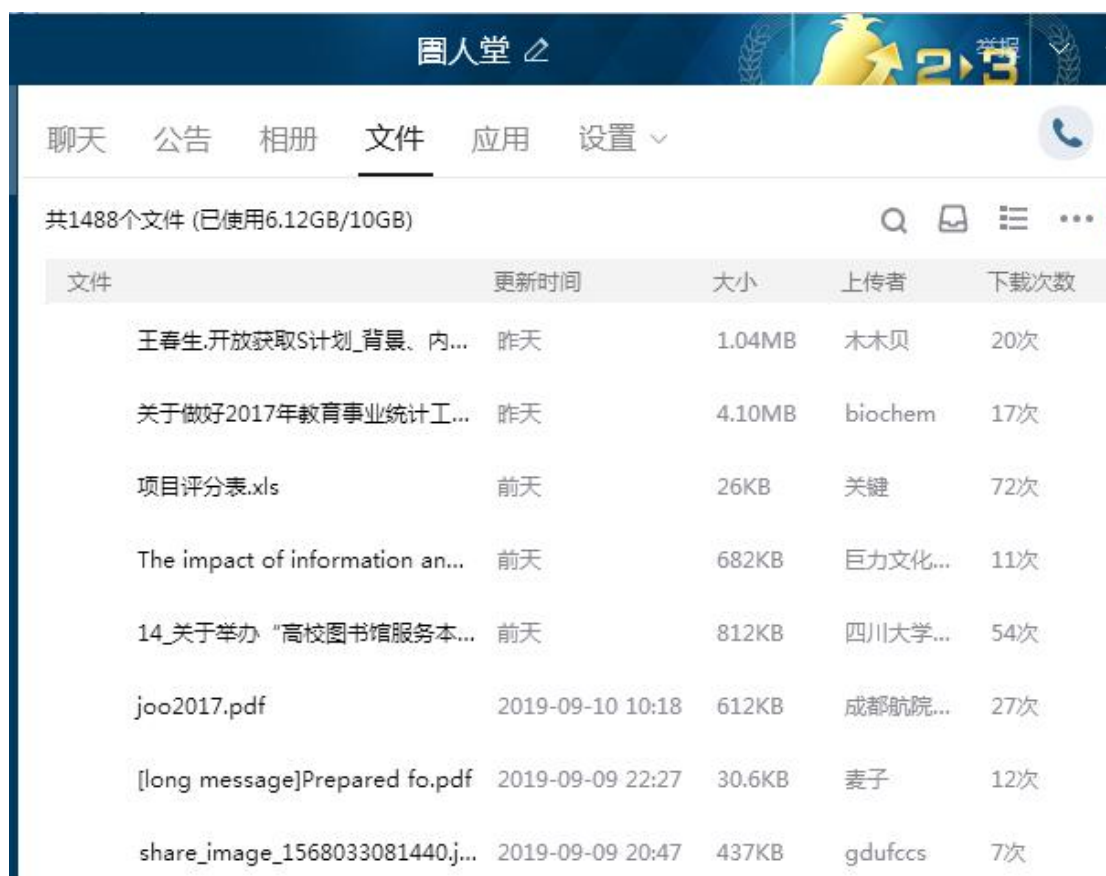 圕人堂 举报
2 3
聊天 公告 相册 文件 应用 设置
共1488个文件 (已使用6.12GB/10GB)
文件 更新时间 大小 上传者 下载次数
王春生.开放获取S计划_背景、内... 昨天 1.04MB 木木贝 20次
关于做好2017年教育事业统计工... 昨天 4.10MB biochem 17次
项目评分表.xls 前天 26KB 关键 72次
The impact of information an... 前天 682KB 巨力文化... 11次
14_关于举办“高校图书馆服务本... 前天 812KB 四川大学... 54次
joo2017.pdf 2019-09-10 10:18 612KB 成都航院... 27次
[long message]Prepared fo.pdf 2019-09-09 22:27 30.6KB 麦子 12次
share_image_1568033081440.j... 2019-09-09 20:47 437KB gdufccs 7次